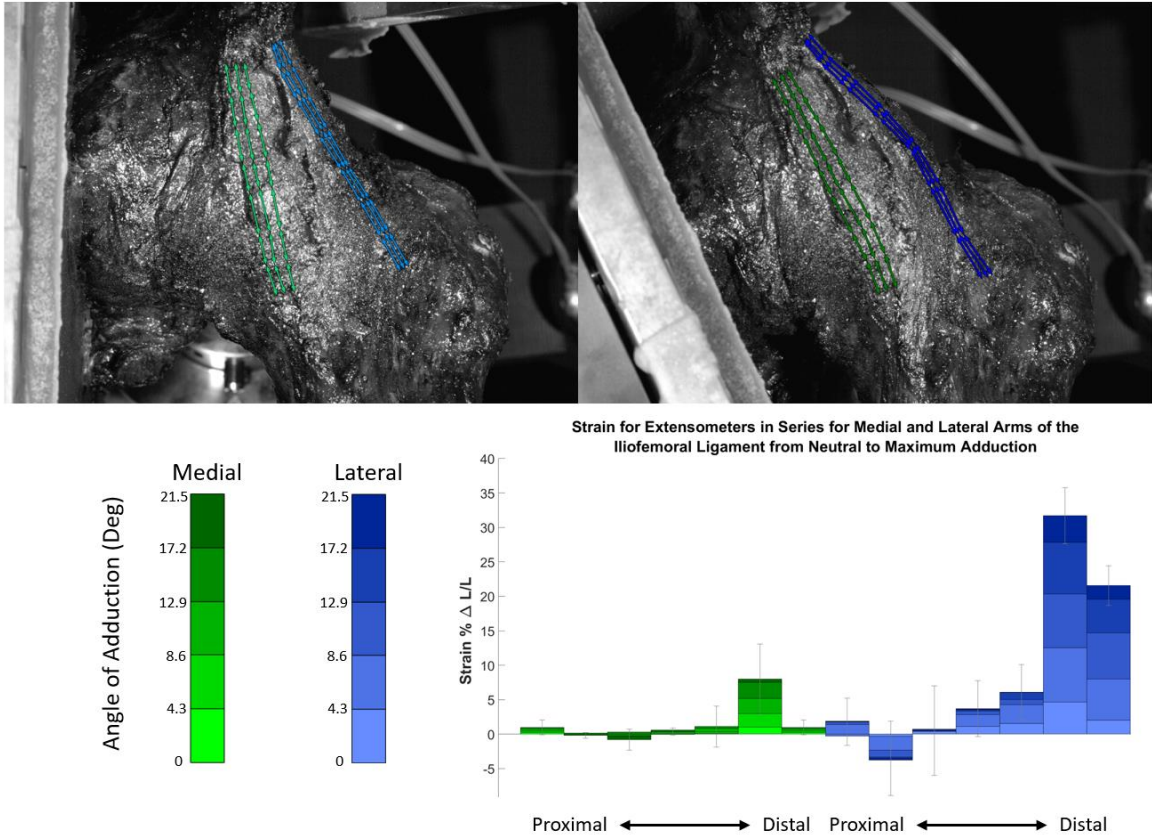 Strain for Extensometers in Series for Medial and Lateral Arms of the
Iliofemoral Ligament from Neutral to Maximum Adduction
Medial
Lateral
Angle of Adduction (Deg)
21.5
17.2
12.9
8.6
4.3
0
21.5
17.2
12.9
8.6
4.3
0
Strain % Δ L/L
40
35
30
25
20
15
10
5
0
-5
Proximal
Distal
Proximal
Distal